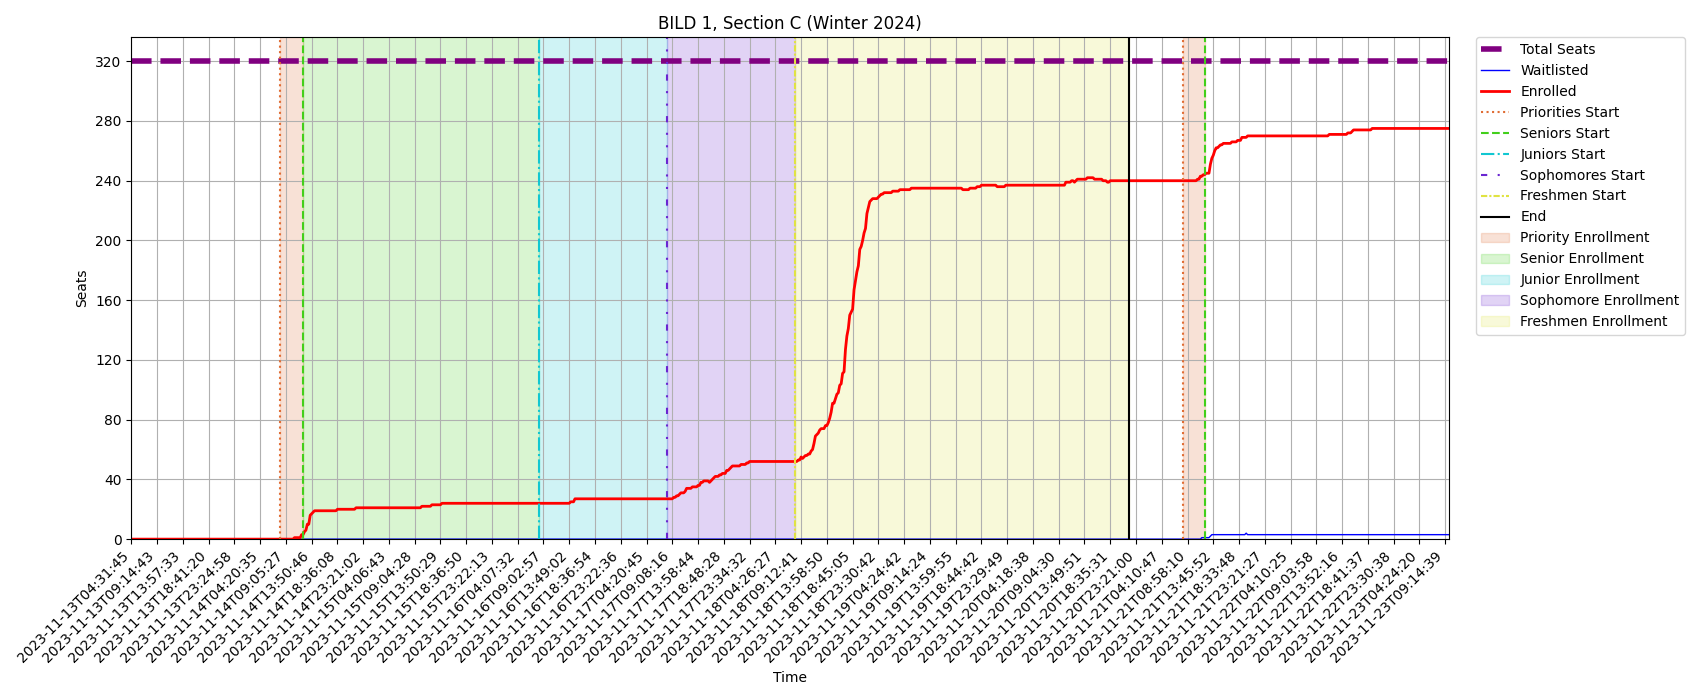 BILD 1, Section C (Winter 2024)
Total Seats
Waitlisted
Enrolled
Priorities Start
Seniors Start
Juniors Start
Sophomores Start
Freshmen Start
End
Priority Enrollment
Senior Enrollment
Junior Enrollment
Sophomore Enrollment
Freshmen Enrollment
Seats
320
280
240
200
160
120
80
40
0
2023-11-13T04:31:45
2023-11-13T09:14:43
2023-11-13T13:57:33
2023-11-13T18:41:20
2023-11-13T23:24:58
2023-11-14T04:20:35
2023-11-14T09:05:27
2023-11-14T13:50:46
2023-11-14T18:36:08
2023-11-14T23:21:02
2023-11-15T04:06:43
2023-11-15T09:04:28
2023-11-15T13:50:29
2023-11-15T18:36:50
2023-11-15T23:22:13
2023-11-16T04:07:32
2023-11-16T09:02:57
2023-11-16T13:49:02
2023-11-16T18:36:54
2023-11-16T23:22:36
2023-11-17T04:20:45
2023-11-17T09:08:16
2023-11-17T13:58:44
2023-11-17T18:48:28
2023-11-17T23:34:32
2023-11-18T04:26:27
2023-11-18T09:12:41
2023-11-18T13:58:50
2023-11-18T18:45:05
2023-11-18T23:30:42
2023-11-19T04:24:42
2023-11-19T09:14:24
2023-11-19T13:59:55
2023-11-19T18:44:42
2023-11-19T23:29:49
2023-11-20T04:18:38
2023-11-20T09:04:30
2023-11-20T13:49:51
2023-11-20T18:35:31
2023-11-20T23:21:00
2023-11-21T04:10:47
2023-11-21T08:58:10
2023-11-21T13:45:52
2023-11-21T18:33:48
2023-11-21T23:21:27
2023-11-22T04:10:25
2023-11-22T09:03:58
2023-11-22T13:52:16
2023-11-22T18:41:37
2023-11-22T23:30:38
2023-11-23T04:24:20
2023-11-23T09:14:39
Time